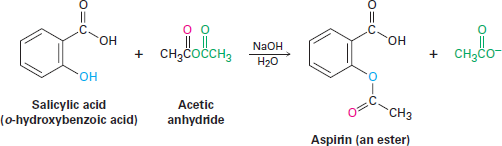 O
C
OH
OH
Salicylic acid
(o-hydroxybenzoic acid)
+
O O
CH₃COCCH₃
Acetic
anhydride
NaOH
H₂O
O
C
OH
O
C
O
CH₃
Aspirin (an ester)
+
O
CH₃CO⁻